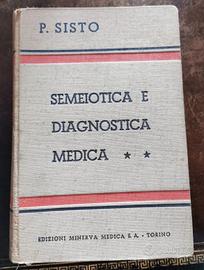 P. SISTO
SEMEIOTICA E
DIAGNOSTICA
MEDICA ★ ★
EDIZIONI MINERVA MEDICA S. A. - TORINO